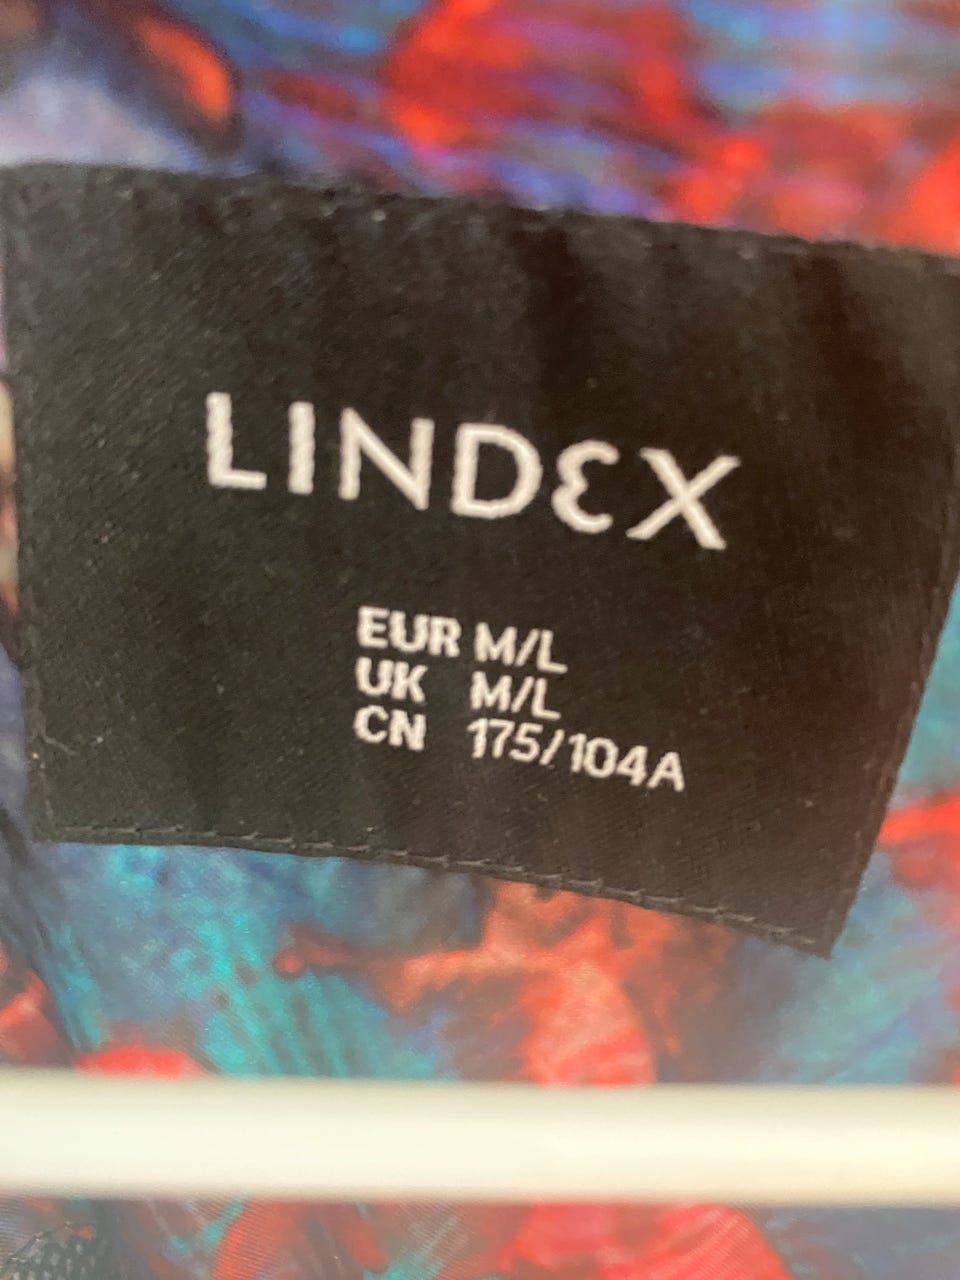 LINDEX
EUR M/L
UK M/L
CN 175/104A